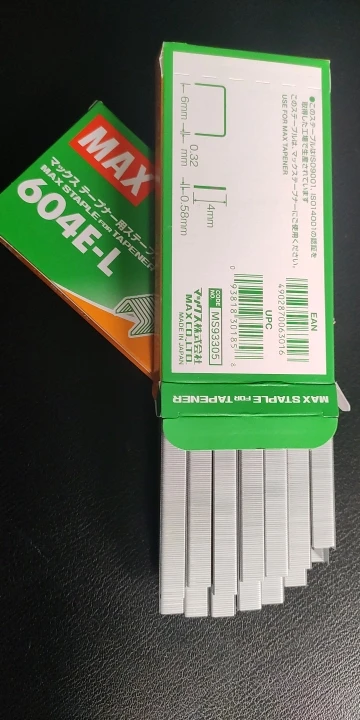 MAX
マックス テープナー用ステープ
MAX STAPLE FOR TAPENER
604E-L
●このステープルはISO9001、ISO14001の認証を
取得した工場で生産されています
このステープルは、マックステープナーにご使用ください。
USE FOR MAX TAPENER
6mm
0.32
mm
4mm
0.58mm
EAN
4902870063016
UPC
0 93818 30185 8
CODE NO MS93305
マックス株式会社
MAX CO.,LTD.
MADE IN JAPAN
MAX STAPLE FOR TAPENER